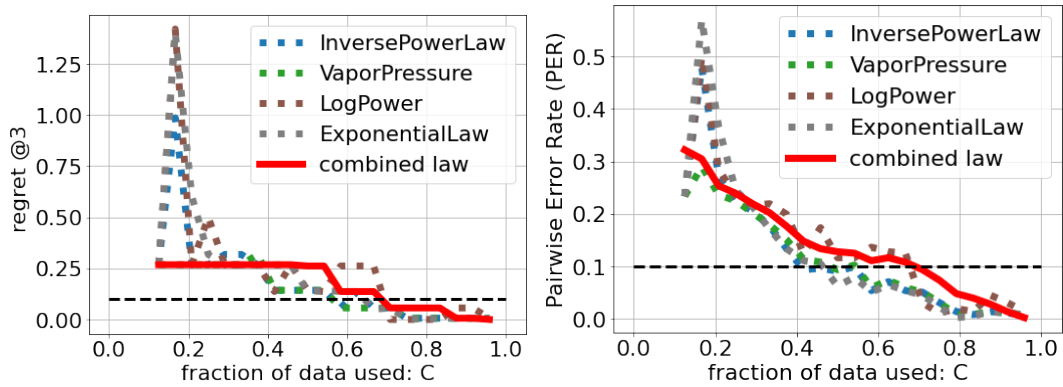 regret @3
1.25
1.00
0.75
0.50
0.25
0.00
InversePowerLaw
VaporPressure
LogPower
ExponentialLaw
combined law
0.0 0.2 0.4 0.6 0.8 1.0
fraction of data used: C
Pairwise Error Rate (PER)
0.5
0.4
0.3
0.2
0.1
0.0
InversePowerLaw
VaporPressure
LogPower
ExponentialLaw
combined law
0.0 0.2 0.4 0.6 0.8 1.0
fraction of data used: C